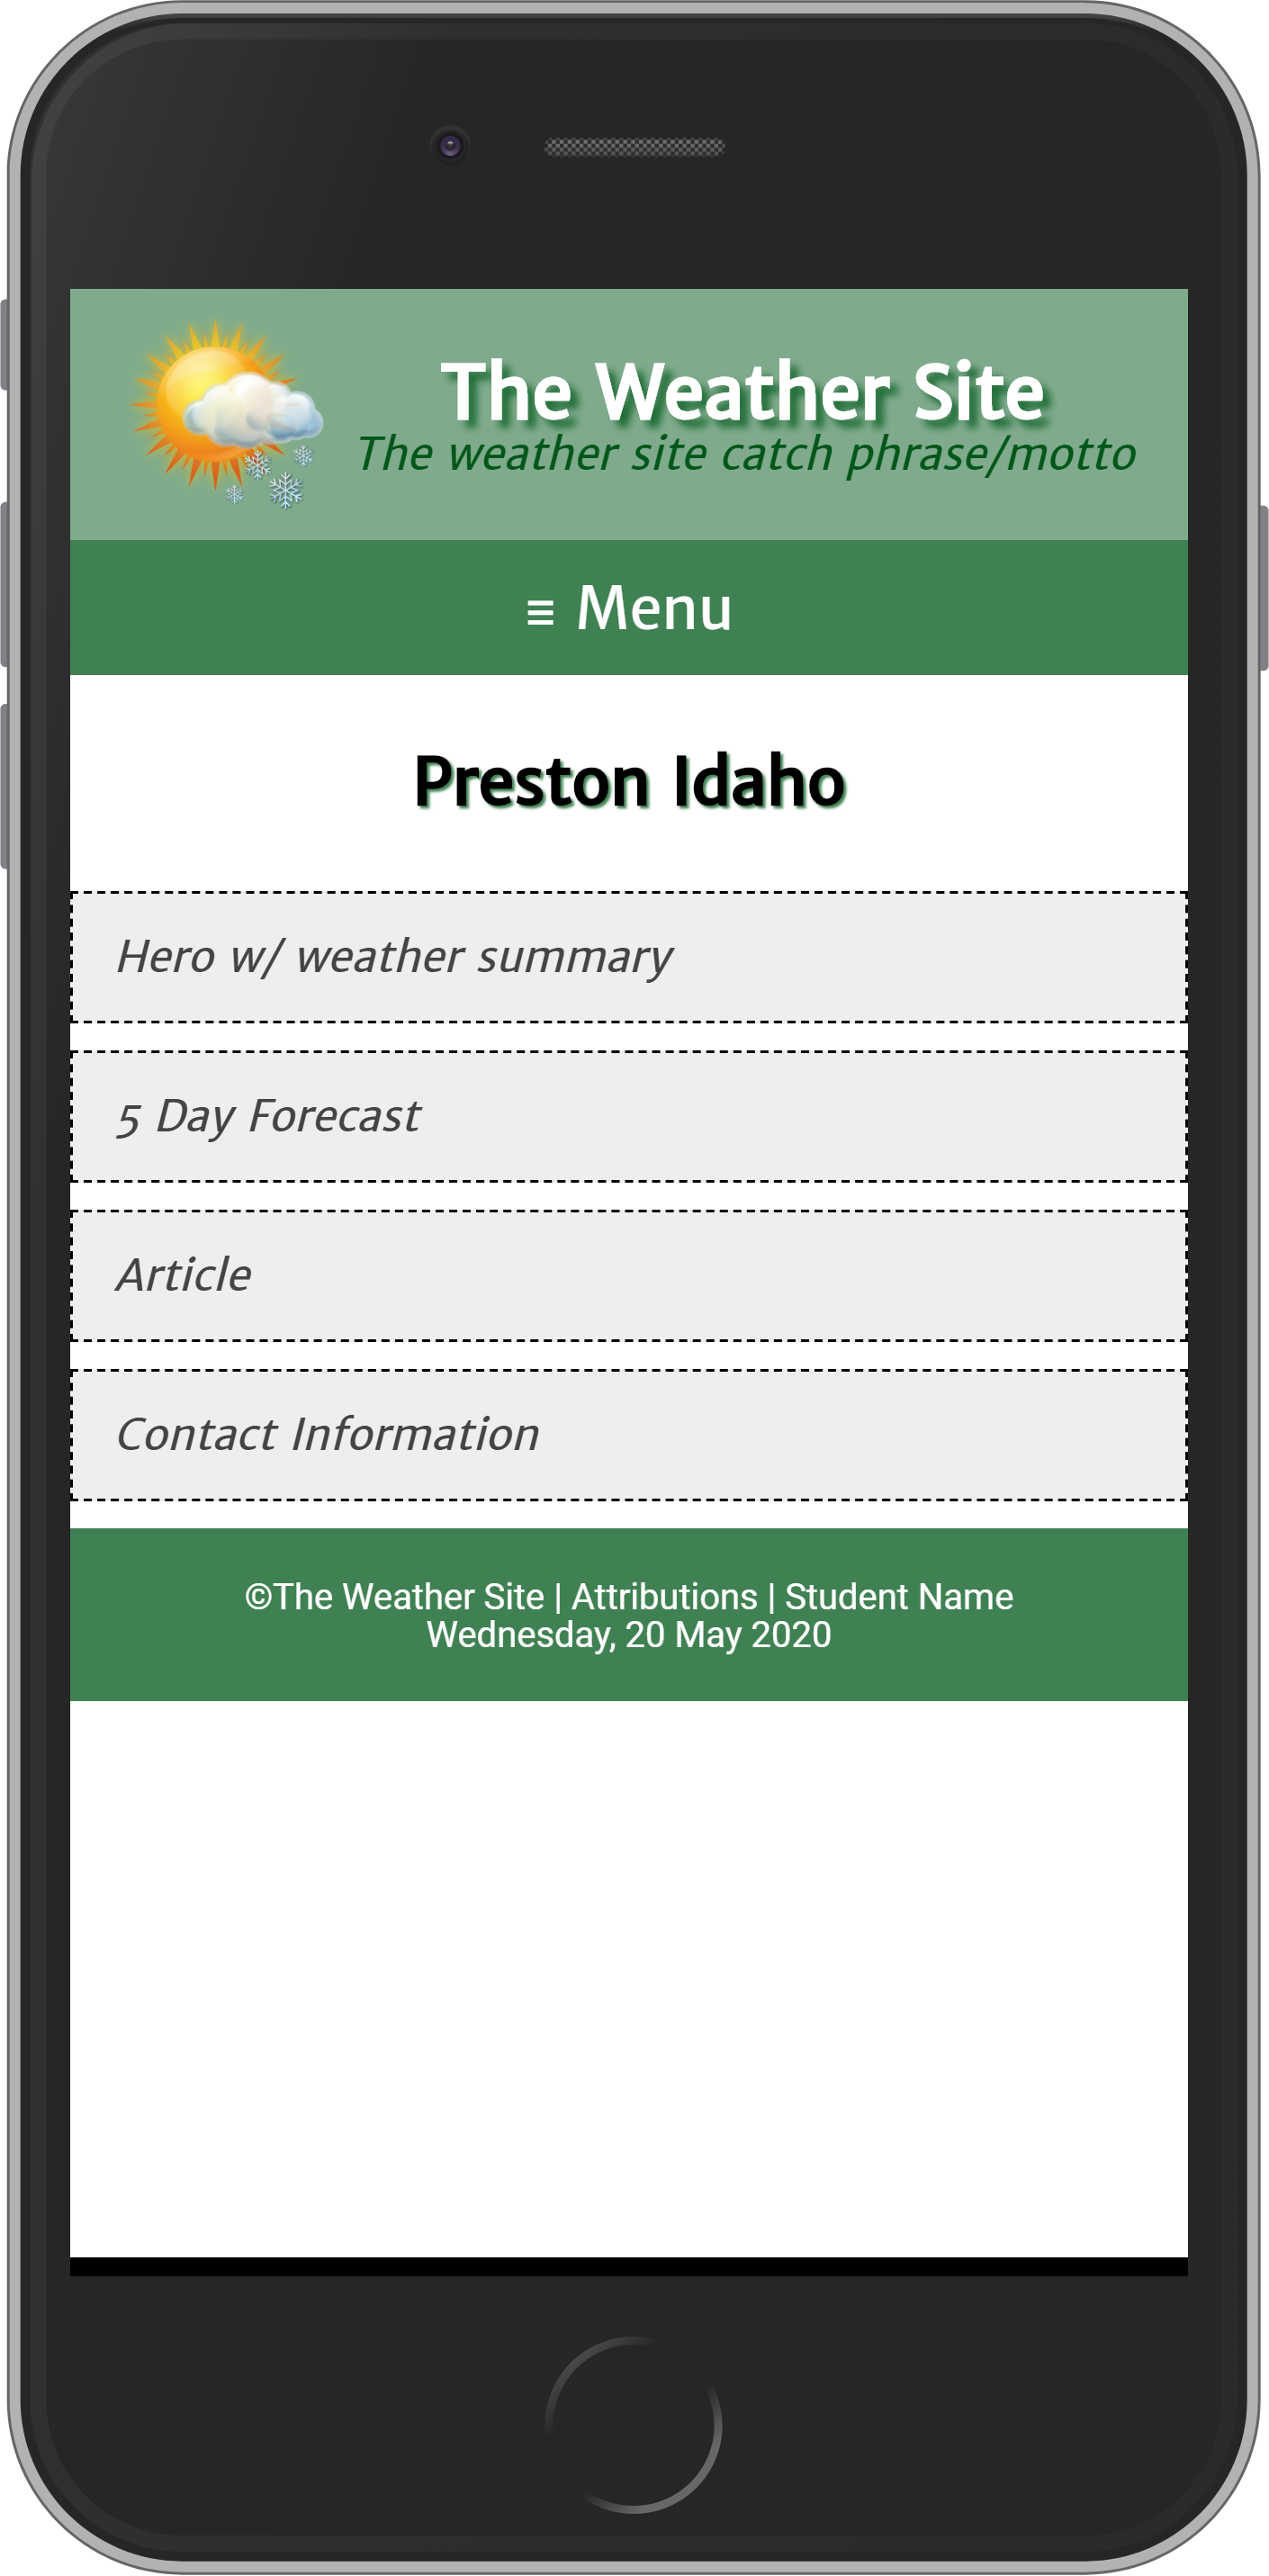 The Weather Site
The weather site catch phrase/motto
≡ Menu
Preston Idaho
Hero w/ weather summary
5 Day Forecast
Article
Contact Information
©The Weather Site | Attributions | Student Name
Wednesday, 20 May 2020